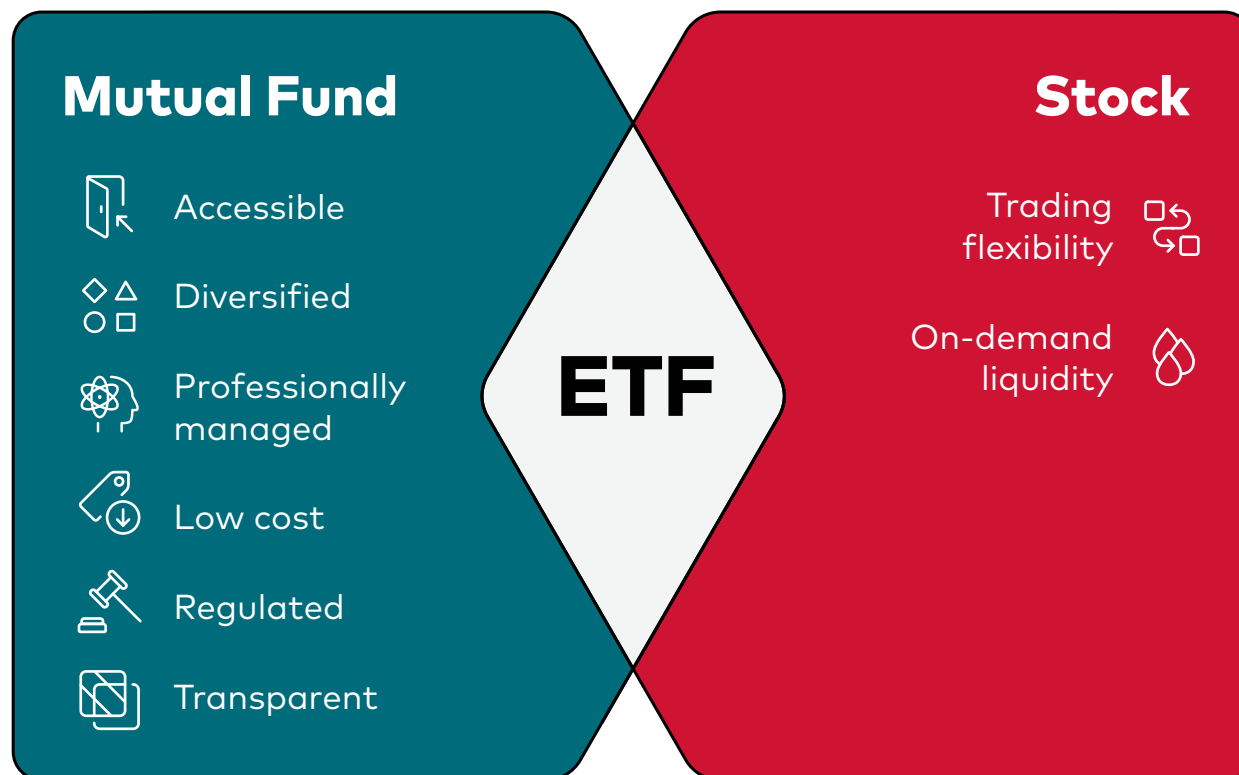 Mutual Fund
Accessible
Diversified
Professionally
managed
Low cost
Regulated
Transparent
ETF
Stock
Trading
flexibility
On-demand
liquidity